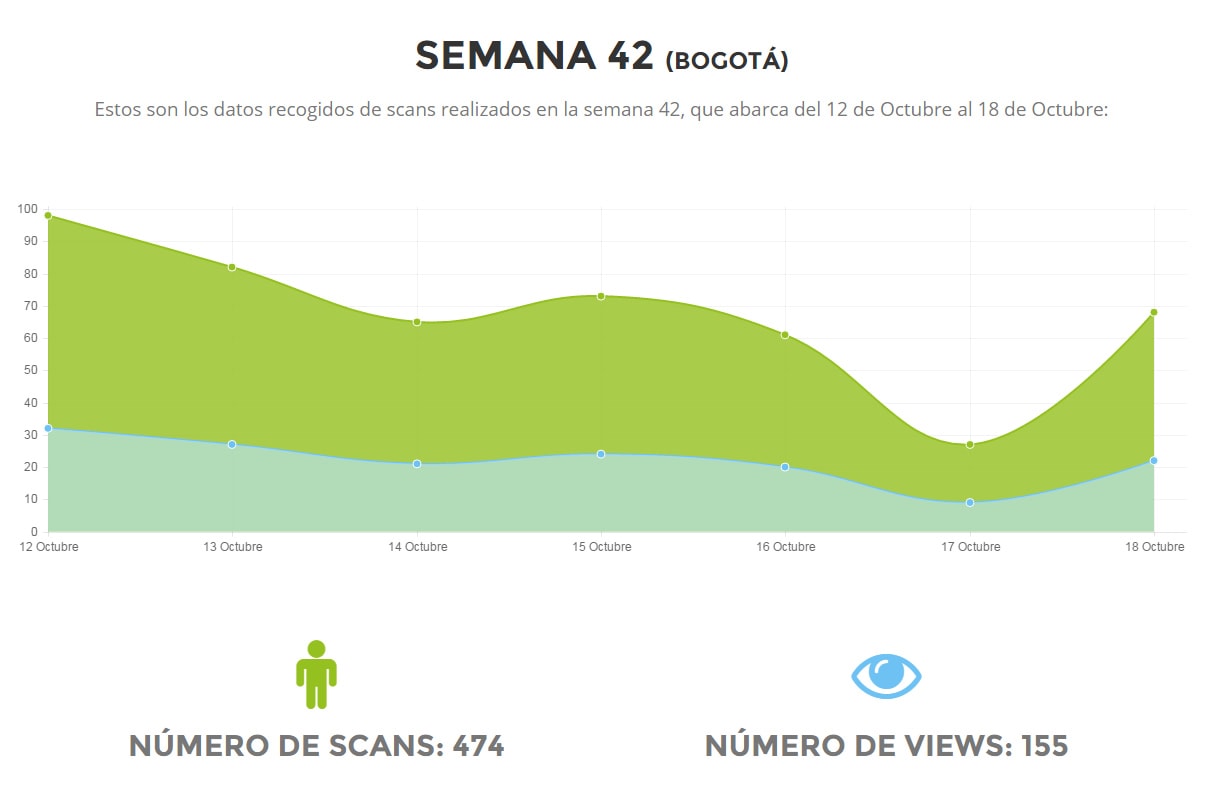 SEMANA 42 (BOGOTÁ)
Estos son los datos recogidos de scans realizados en la semana 42, que abarca del 12 de Octubre al 18 de Octubre:
100
90
80
70
60
50
40
30
20
10
0
12 Octubre 13 Octubre 14 Octubre 15 Octubre 16 Octubre 17 Octubre 18 Octubre
NÚMERO DE SCANS: 474 NÚMERO DE VIEWS: 155